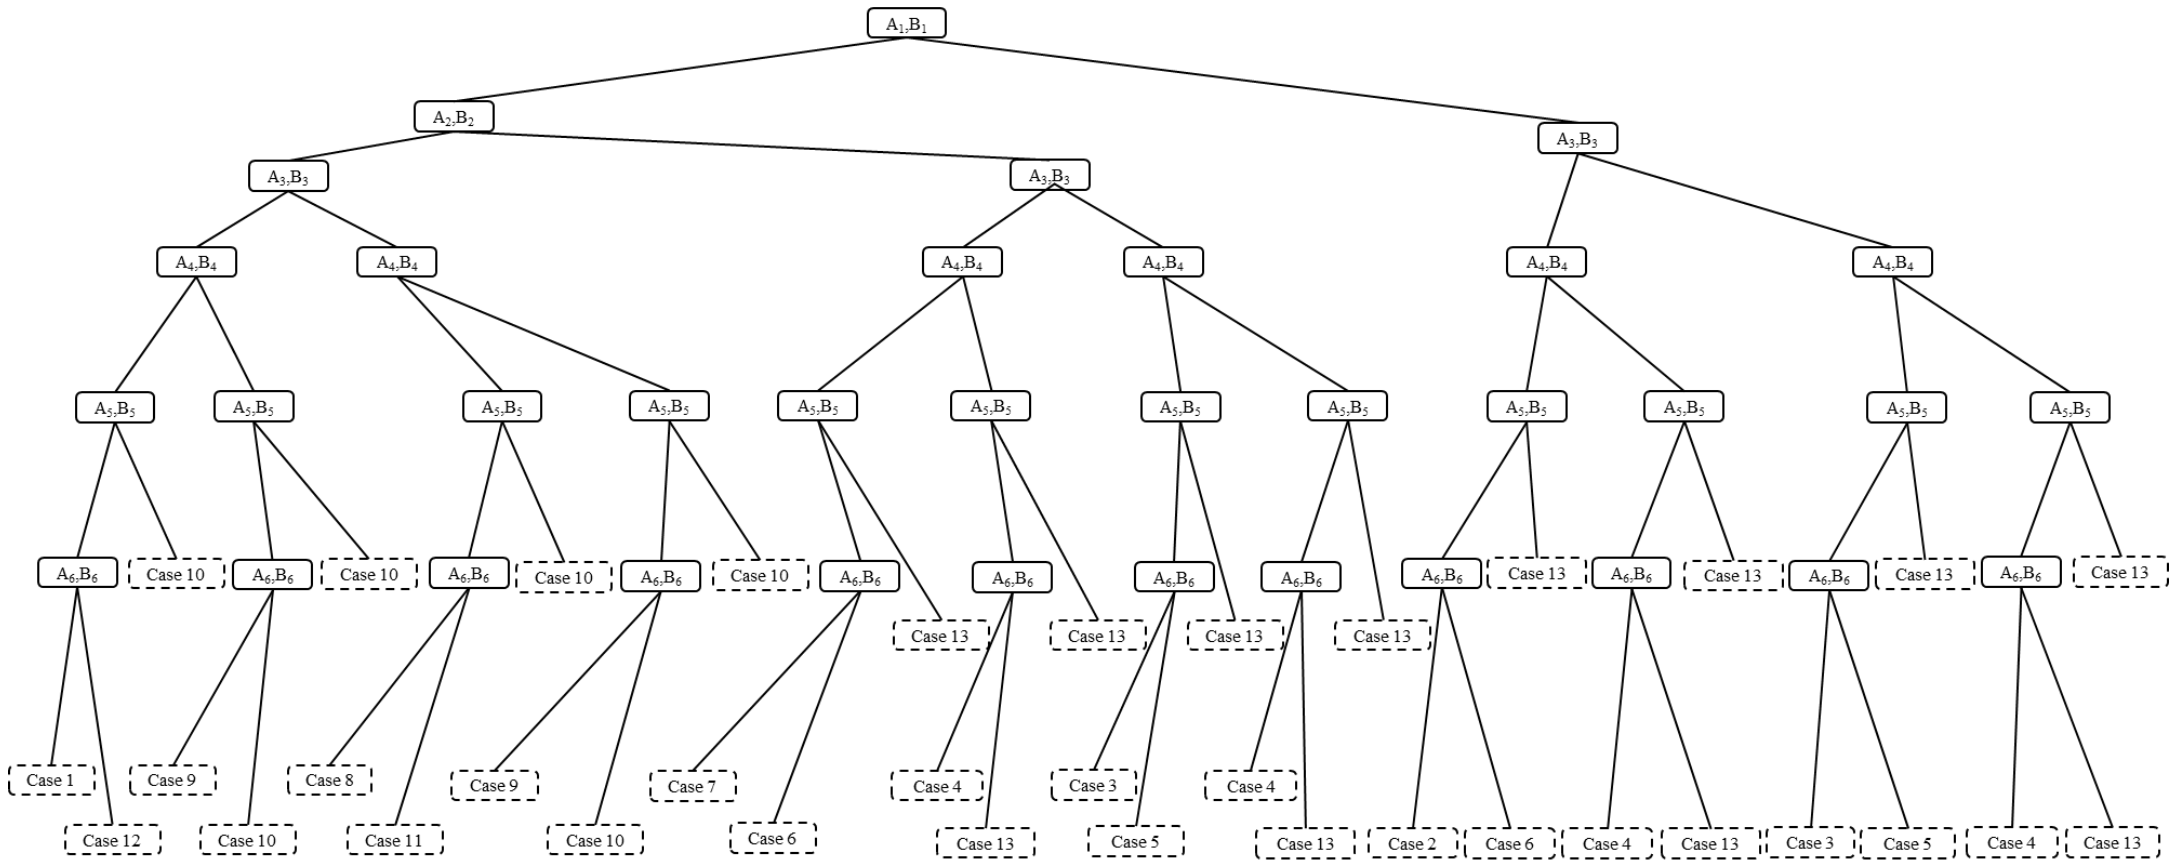 A₁,B₁
A₂,B₂
A₃,B₃
A₃,B₃
A₃,B₃
A₄,B₄
A₄,B₄
A₄,B₄
A₄,B₄
A₄,B₄
A₄,B₄
A₅,B₅
A₅,B₅
A₅,B₅
A₅,B₅
A₅,B₅
A₅,B₅
A₅,B₅
A₅,B₅
A₅,B₅
A₅,B₅
A₅,B₅
A₅,B₅
A₆,B₆
Case 10
A₆,B₆
Case 10
A₆,B₆
Case 10
A₆,B₆
Case 10
A₆,B₆
A₆,B₆
A₆,B₆
A₆,B₆
A₆,B₆
Case 13
A₆,B₆
Case 13
A₆,B₆
Case 13
A₆,B₆
Case 13
Case 13
Case 13
Case 13
Case 13
Case 1
Case 9
Case 8
Case 9
Case 7
Case 4
Case 3
Case 4
Case 12
Case 10
Case 11
Case 10
Case 6
Case 13
Case 5
Case 13
Case 2
Case 6
Case 4
Case 13
Case 3
Case 5
Case 4
Case 13